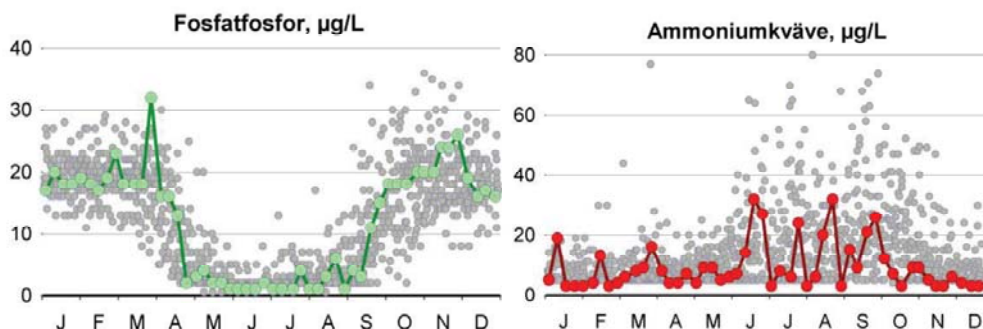 Fosfatfosfor, µg/L
40
30
20
10
0
J F M A M J J A S O N D
Ammoniumkväve, µg/L
80
60
40
20
0
J F M A M J J A S O N D